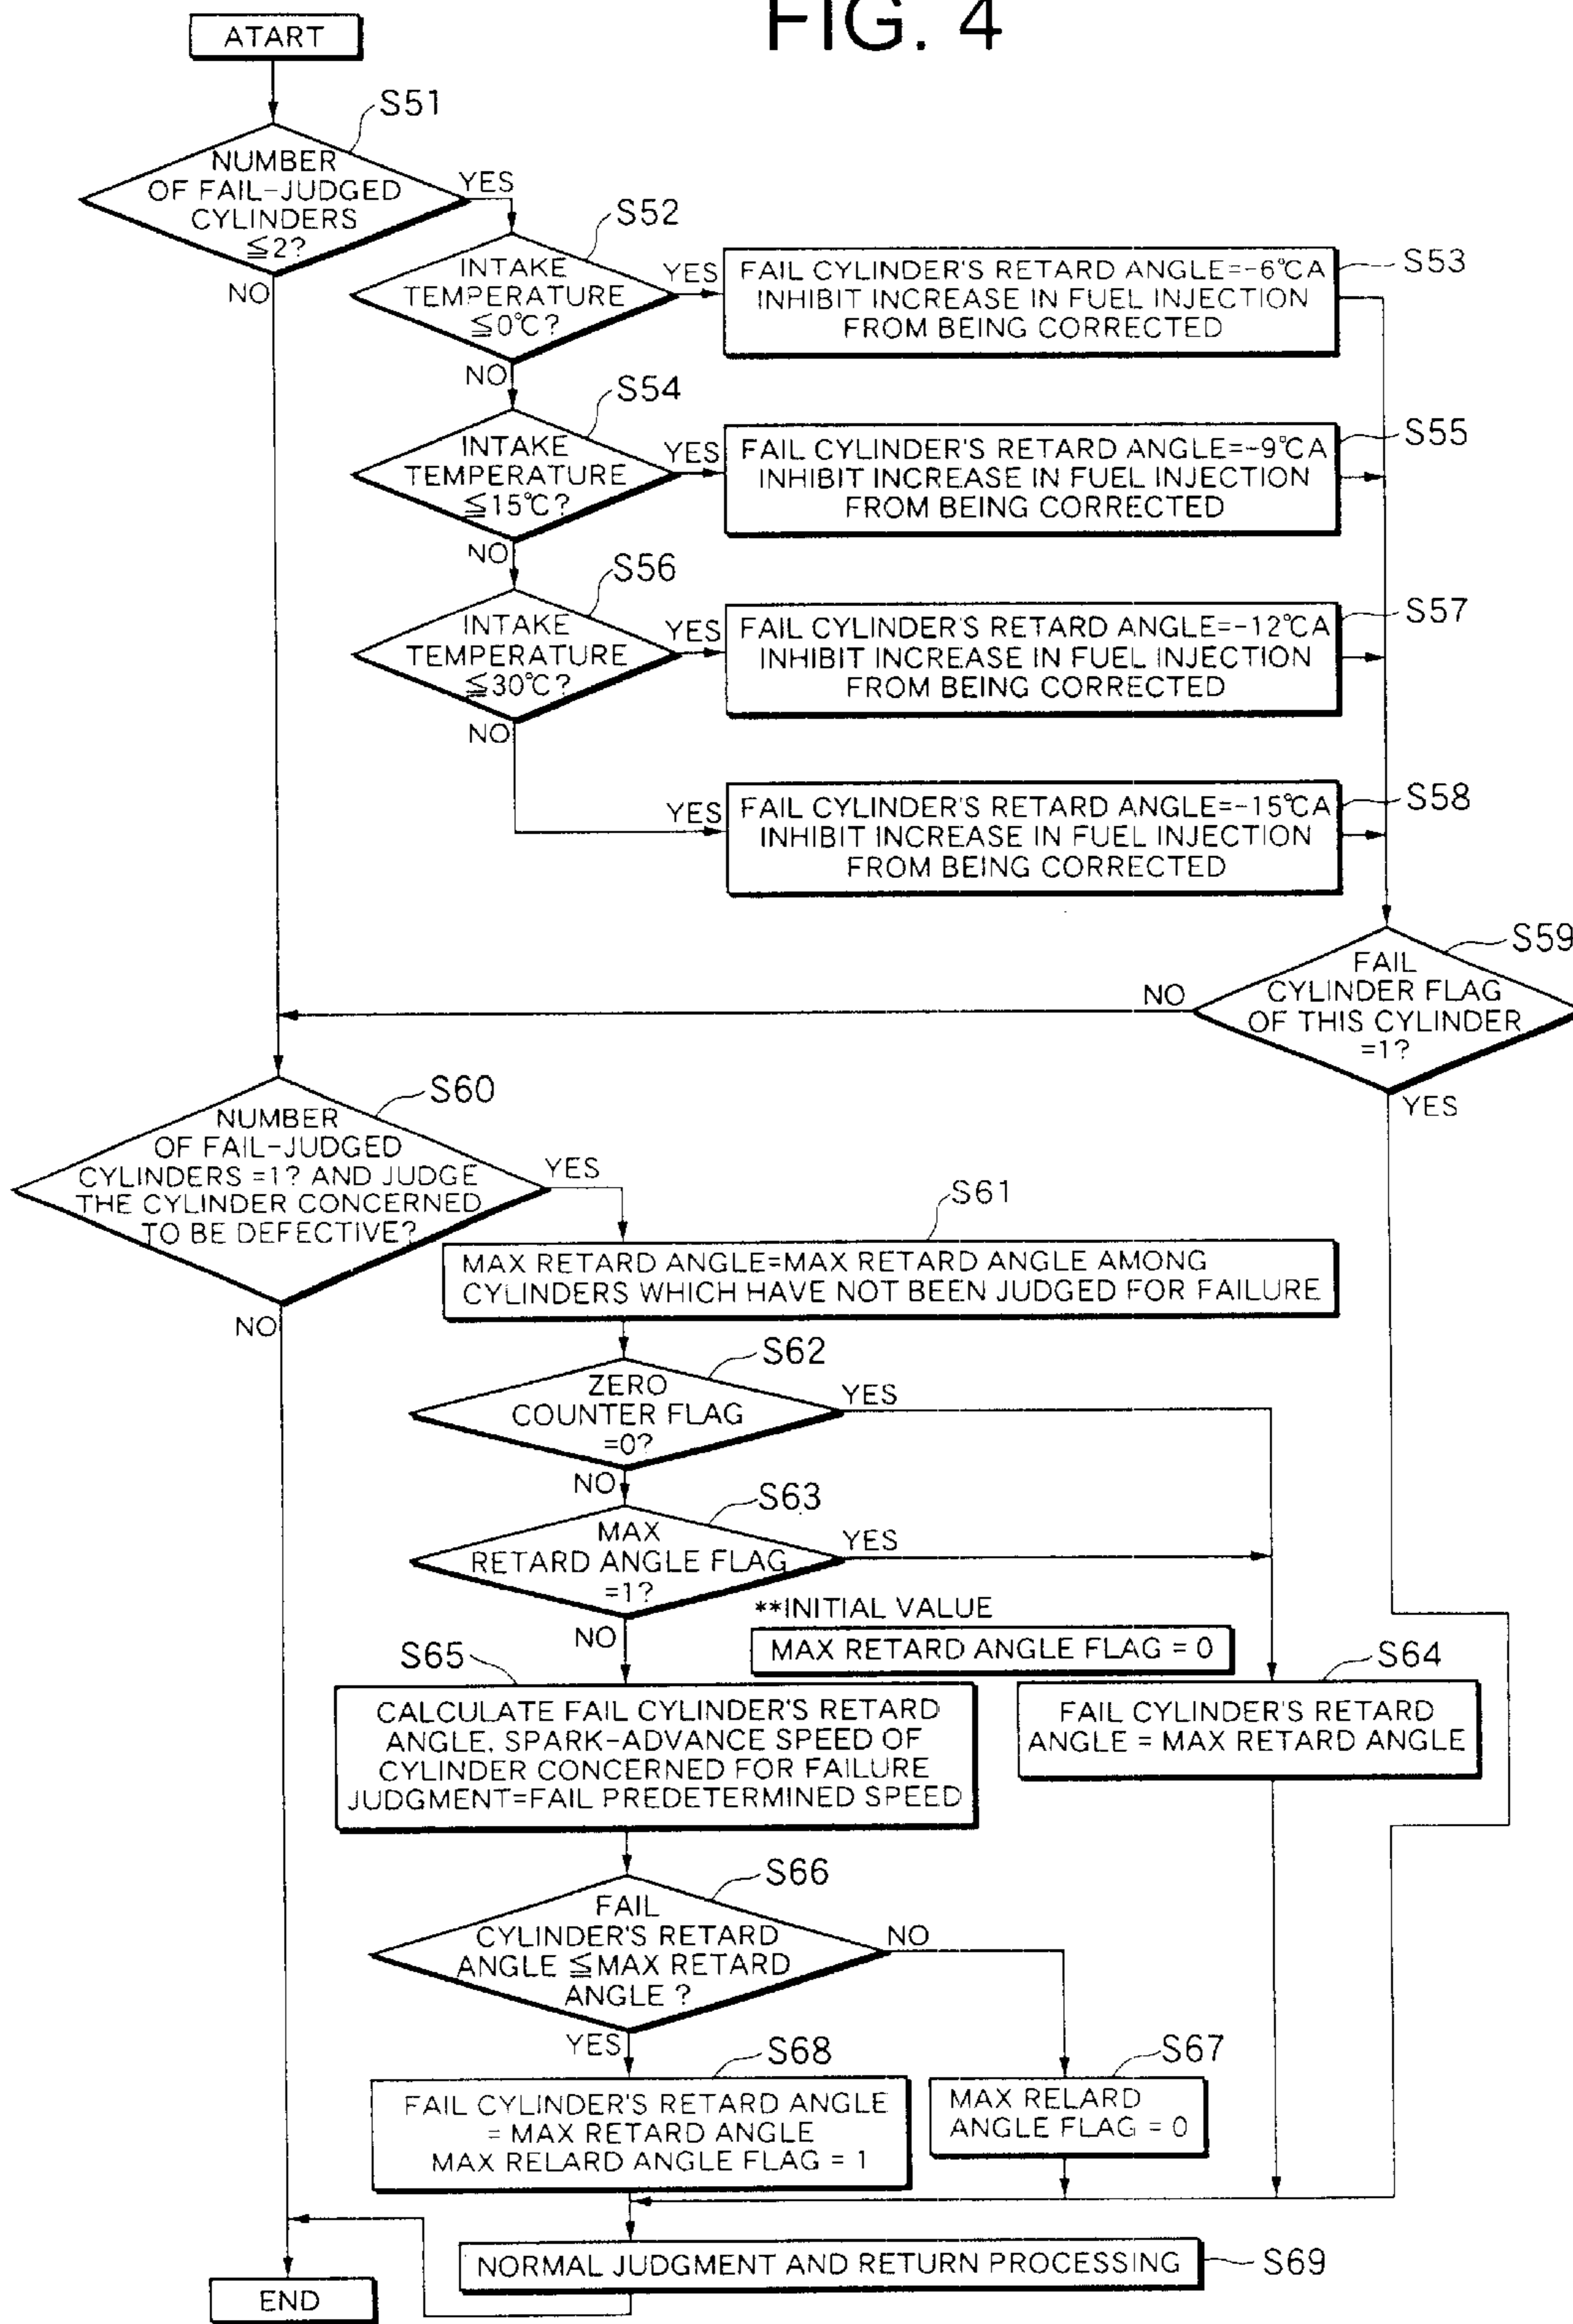 FIG. 4
ATART
S51
NUMBER
OF FAIL-JUDGED
CYLINDERS
≦2?
YES
NO
S52
INTAKE
TEMPERATURE
≦0℃?
YES
NO
FAIL CYLINDER'S RETARD ANGLE=-6°CA
INHIBIT INCREASE IN FUEL INJECTION
FROM BEING CORRECTED
S53
S54
INTAKE
TEMPERATURE
≦15℃?
YES
NO
FAIL CYLINDER'S RETARD ANGLE=-9°CA
INHIBIT INCREASE IN FUEL INJECTION
FROM BEING CORRECTED
S55
S56
INTAKE
TEMPERATURE
≦30℃?
YES
NO
FAIL CYLINDER'S RETARD ANGLE=-12°CA
INHIBIT INCREASE IN FUEL INJECTION
FROM BEING CORRECTED
S57
YES
FAIL CYLINDER'S RETARD ANGLE=-15°CA
INHIBIT INCREASE IN FUEL INJECTION
FROM BEING CORRECTED
S58
S59
FAIL
CYLINDER FLAG
OF THIS CYLINDER
=1?
NO
YES
S60
NUMBER
OF FAIL-JUDGED
CYLINDERS =1? AND JUDGE
THE CYLINDER CONCERNED
TO BE DEFECTIVE?
YES
NO
S61
MAX RETARD ANGLE=MAX RETARD ANGLE AMONG
CYLINDERS WHICH HAVE NOT BEEN JUDGED FOR FAILURE
S62
ZERO
COUNTER FLAG
=0?
YES
NO
S63
MAX
RETARD ANGLE FLAG
=1?
YES
NO
**INITIAL VALUE
MAX RETARD ANGLE FLAG = 0
S64
FAIL CYLINDER'S RETARD
ANGLE = MAX RETARD ANGLE
S65
CALCULATE FAIL CYLINDER'S RETARD
ANGLE, SPARK-ADVANCE SPEED OF
CYLINDER CONCERNED FOR FAILURE
JUDGMENT=FAIL PREDETERMINED SPEED
S66
FAIL
CYLINDER'S RETARD
ANGLE ≦MAX RETARD
ANGLE ?
NO
YES
S67
MAX RELARD
ANGLE FLAG = 0
S68
FAIL CYLINDER'S RETARD ANGLE
= MAX RETARD ANGLE
MAX RELARD ANGLE FLAG = 1
NORMAL JUDGMENT AND RETURN PROCESSING
S69
END